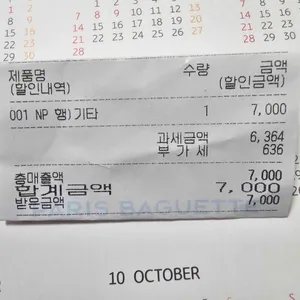 제품명 수량 금액
(할인내역) (할인금액)
001 NP 행)기타 1 7,000
과세금액 6,364
부가세 636
총매출액 7,000
합계금액 7,000
받은금액 7,000
PARIS BAGUETTE
10 OCTOBER